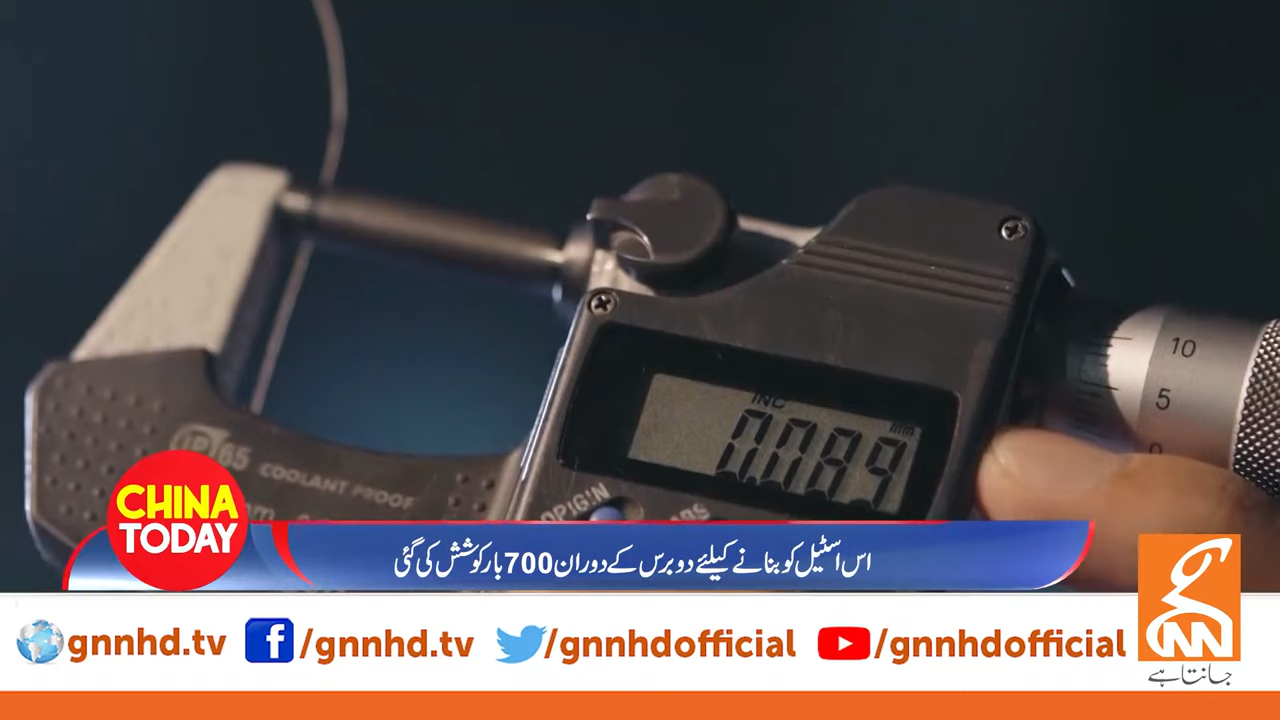 10
5
0
INC
mm
0.089
IP65
COOLANT PROOF
ORIGIN
ABS
CHINA
TODAY
اس اسٹیل کو بنانے کیلئے دو برس کے دوران 700 بار کوشش کی گئی
gnnhd.tv
/gnnhd.tv
/gnnhdofficial
/gnnhdofficial
GNN
جانتا ہے